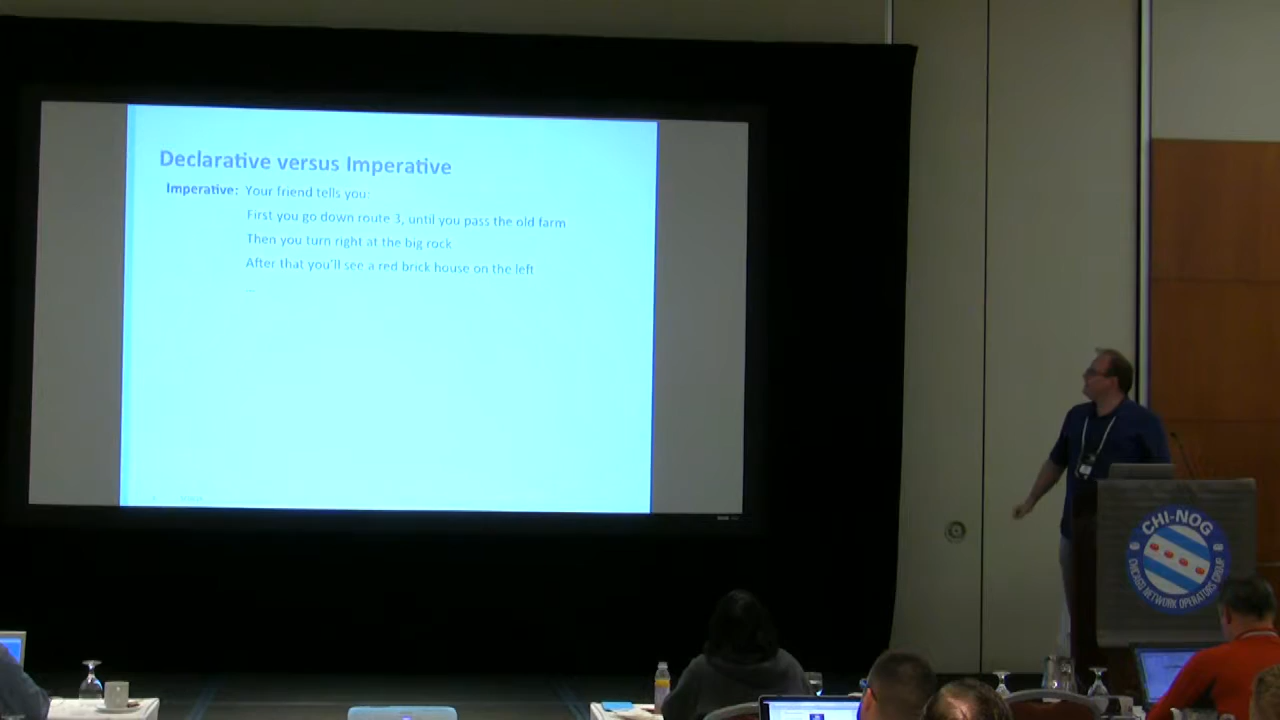 Declarative versus Imperative
Imperative: Your friend tells you:
First you go down route 3, until you pass the old farm
Then you turn right at the big rock
After that you'll see a red brick house on the left
...
CHI-NOG
CHICAGO NETWORK OPERATORS GROUP